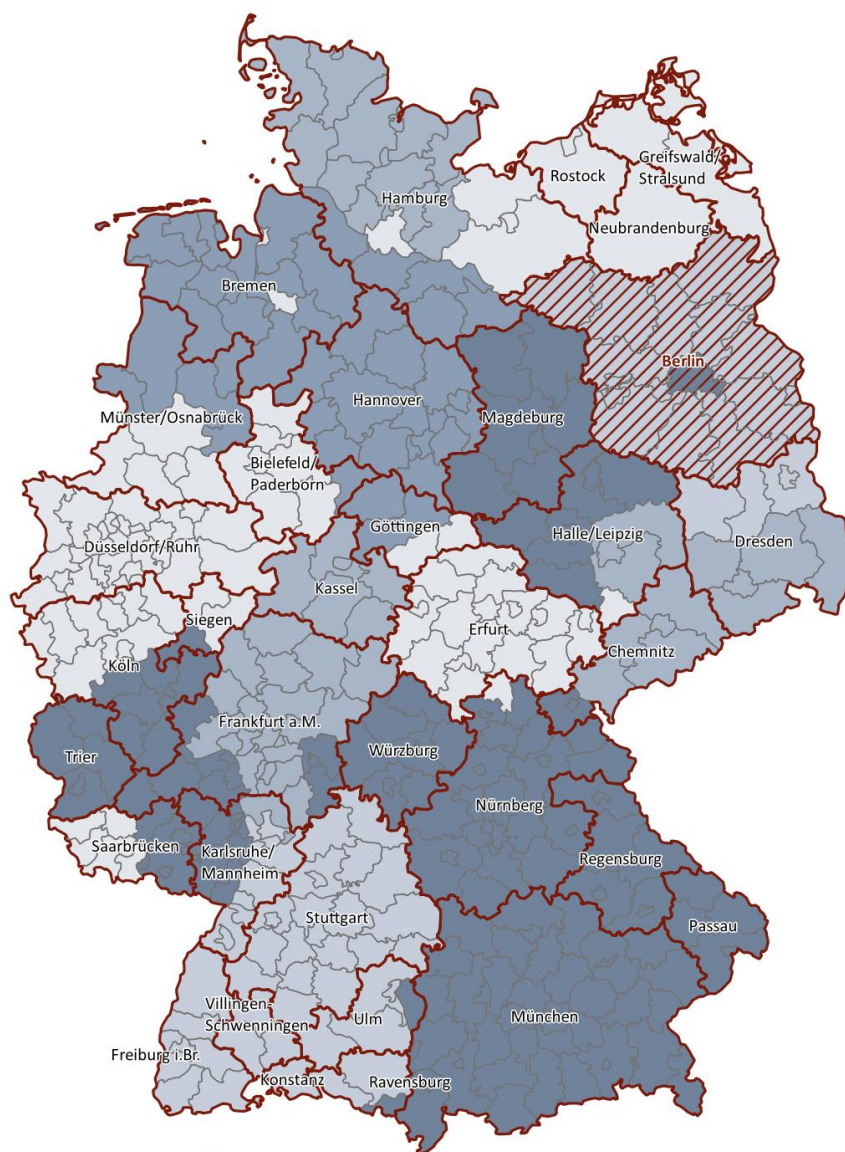 Greifswald/
Stralsund
Rostock
Hamburg
Neubrandenburg
Bremen
Berlin
Hannover
Münster/Osnabrück
Magdeburg
Bielefeld/
Paderborn
Göttingen
Halle/Leipzig
Düsseldorf/Ruhr
Dresden
Kassel
Siegen
Erfurt
Chemnitz
Köln
Frankfurt a.M.
Trier
Würzburg
Nürnberg
Saarbrücken
Karlsruhe/
Mannheim
Regensburg
Stuttgart
Passau
Villingen-
Schwenningen
Ulm
München
Freiburg i.Br.
Konstanz
Ravensburg